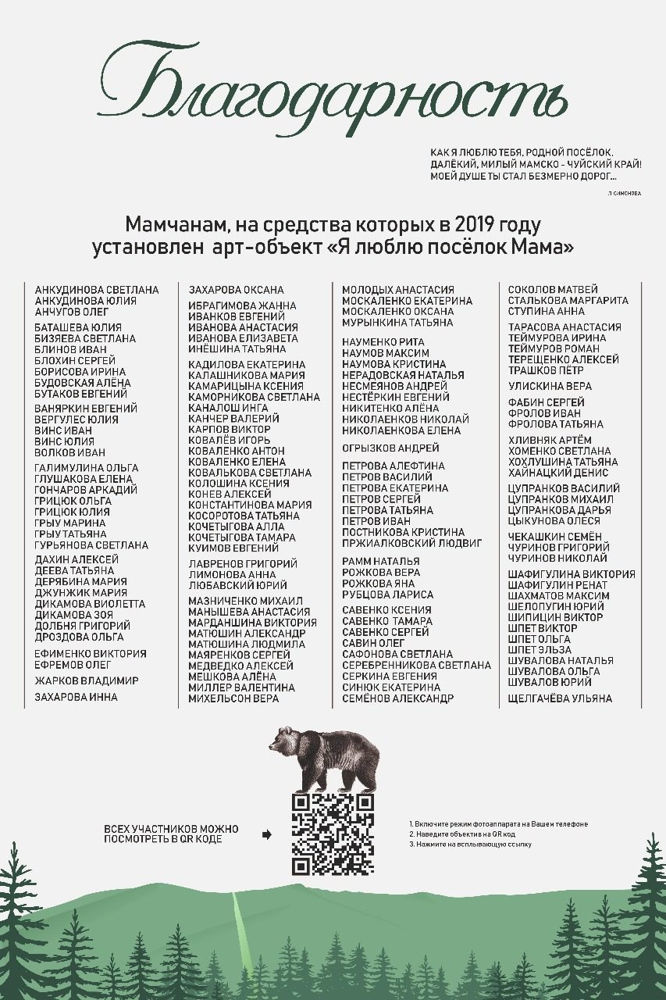 Благодарность
КАК Я ЛЮБЛЮ ТЕБЯ, РОДНОЙ ПОСЁЛОК,
ДАЛЁКИЙ, МИЛЫЙ МАМСКО - ЧУЙСКИЙ КРАЙ!
МОЕЙ ДУШЕ ТЫ СТАЛ БЕЗМЕРНО ДОРОГ...
Л СИМОНОВА
Мамчанам, на средства которых в 2019 году
установлен арт-объект «Я люблю посёлок Мама»
АНКУДИНОВА СВЕТЛАНА
АНКУДИНОВА ЮЛИЯ
АНЧУГОВ ОЛЕГ
БАТАШЕВА ЮЛИЯ
БИЗЯЕВА СВЕТЛАНА
БЛИНОВ ИВАН
БЛОХИН СЕРГЕЙ
БОРИСОВА ИРИНА
БУДОВСКАЯ АЛЁНА
БУТАКОВ ЕВГЕНИЙ
ВАНЯРКИН ЕВГЕНИЙ
ВЕРГУЛЕС ЮЛИЯ
ВИНС ИВАН
ВИНС ЮЛИЯ
ВОЛКОВ ИВАН
ГАЛИМУЛИНА ОЛЬГА
ГЛУШАКОВА ЕЛЕНА
ГОНЧАРОВ АРКАДИЙ
ГРИЦЮК ОЛЬГА
ГРИЦЮК ЮЛИЯ
ГРЫУ МАРИНА
ГРЫУ ТАТЬЯНА
ГУРЬЯНОВА СВЕТЛАНА
ДАХИН АЛЕКСЕЙ
ДЕЕВА ТАТЬЯНА
ДЕРЯБИНА МАРИЯ
ДЖУНЖИК МАРИЯ
ДИКАМОВА ВИОЛЕТТА
ДИКАМОВА ЗОЯ
ДОЛБНЯ ГРИГОРИЙ
ДРОЗДОВА ОЛЬГА
ЕФИМЕНКО ВИКТОРИЯ
ЕФРЕМОВ ОЛЕГ
ЖАРКОВ ВЛАДИМИР
ЗАХАРОВА ИННА
ЗАХАРОВА ОКСАНА
ИБРАГИМОВА ЖАННА
ИВАНКОВ ЕВГЕНИЙ
ИВАНОВА АНАСТАСИЯ
ИВАНОВА ЕЛИЗАВЕТА
ИНЁШИНА ТАТЬЯНА
КАДИЛОВА ЕКАТЕРИНА
КАЛАШНИКОВА МАРИЯ
КАМАРИЦЫНА КСЕНИЯ
КАМОРНИКОВА СВЕТЛАНА
КАНАЛОШ ИНГА
КАНЧЕР ВАЛЕРИЙ
КАРПОВ ВИКТОР
КОВАЛЁВ ИГОРЬ
КОВАЛЕНКО АНТОН
КОВАЛЕНКО ЕЛЕНА
КОВАЛЬКОВА СВЕТЛАНА
КОЛОШИНА КСЕНИЯ
КОНЕВ АЛЕКСЕЙ
КОНСТАНТИНОВА МАРИЯ
КОСОРОТОВА ТАТЬЯНА
КОЧЕТЫГОВА АЛЛА
КОЧЕТЫГОВА ТАМАРА
КУИМОВ ЕВГЕНИЙ
ЛАВРЕНОВ ГРИГОРИЙ
ЛИМОНОВА АННА
ЛЮБАВСКИЙ ЮРИЙ
МАЗНИЧЕНКО МИХАИЛ
МАНЫШЕВА АНАСТАСИЯ
МАРДАНШИНА ВИКТОРИЯ
МАТЮШИН АЛЕКСАНДР
МАТЮШИНА ЛЮДМИЛА
МАЯРЕНКОВ СЕРГЕЙ
МЕДВЕДКО АЛЕКСЕЙ
МЕШКОВА АЛЁНА
МИЛЛЕР ВАЛЕНТИНА
МИХЕЛЬСОН ВЕРА
МОЛОДЫХ АНАСТАСИЯ
МОСКАЛЕНКО ЕКАТЕРИНА
МОСКАЛЕНКО ОКСАНА
МУРЫНКИНА ТАТЬЯНА
НАУМЕНКО РИТА
НАУМОВ МАКСИМ
НАУМОВА КРИСТИНА
НЕРАДОВСКАЯ НАТАЛЬЯ
НЕСМЕЯНОВ АНДРЕЙ
НЕСТЁРКИН ЕВГЕНИЙ
НИКИТЕНКО АЛЁНА
НИКОЛАЕНКОВ НИКОЛАЙ
НИКОЛАЕНКОВА ЕЛЕНА
ОГРЫЗКОВ АНДРЕЙ
ПЕТРОВА АЛЕФТИНА
ПЕТРОВ ВАСИЛИЙ
ПЕТРОВА ЕКАТЕРИНА
ПЕТРОВ СЕРГЕЙ
ПЕТРОВА ТАТЬЯНА
ПЕТРОВ ИВАН
ПОСТНИКОВА КРИСТИНА
ПРЖИАЛКОВСКИЙ ЛЮДВИГ
РАММ НАТАЛЬЯ
РОЖКОВА ВЕРА
РОЖКОВА ЯНА
РУБЦОВА ЛАРИСА
САВЕНКО КСЕНИЯ
САВЕНКО ТАМАРА
САВЕНКО СЕРГЕЙ
САВИН ОЛЕГ
САФОНОВА СВЕТЛАНА
СЕРЕБРЕННИКОВА СВЕТЛАНА
СЕРКИНА ЕВГЕНИЯ
СИНЮК ЕКАТЕРИНА
СЕМЁНОВ АЛЕКСАНДР
СОКОЛОВ МАТВЕЙ
СТАЛЬКОВА МАРГАРИТА
СТУПИНА АННА
ТАРАСОВА АНАСТАСИЯ
ТЕЙМУРОВА ИРИНА
ТЕЙМУРОВ РОМАН
ТЕРЕЩЕНКО АЛЕКСЕЙ
ТРАШКОВ ПЁТР
УЛИСКИНА ВЕРА
ФАБИН СЕРГЕЙ
ФРОЛОВ ИВАН
ФРОЛОВА ТАТЬЯНА
ХЛИВНЯК АРТЁМ
ХОМЕНКО СВЕТЛАНА
ХОХЛУШИНА ТАТЬЯНА
ХАЙНАЦКИЙ ДЕНИС
ЦУПРАНКОВ ВАСИЛИЙ
ЦУПРАНКОВ МИХАИЛ
ЦУПРАНКОВА ДАРЬЯ
ЦЫКУНОВА ОЛЕСЯ
ЧЕКАШКИН СЕМЁН
ЧУРИНОВ ГРИГОРИЙ
ЧУРИНОВ НИКОЛАЙ
ШАФИГУЛИНА ВИКТОРИЯ
ШАФИГУЛИН РЕНАТ
ШАХМАТОВ МАКСИМ
ШЕЛОПУГИН ЮРИЙ
ШИПИЦИН ВИКТОР
ШПЕТ ВИКТОР
ШПЕТ ОЛЬГА
ШПЕТ ЭЛЬЗА
ШУВАЛОВА НАТАЛЬЯ
ШУВАЛОВА ОЛЬГА
ШУВАЛОВ ЮРИЙ
ЩЕЛГАЧЁВА УЛЬЯНА
ВСЕХ УЧАСТНИКОВ МОЖНО
ПОСМОТРЕТЬ В QR КОДЕ
1. Включите режим фотоаппарата на Вашем телефоне
2. Наведите объектив на QR код
3. Нажмите на всплывающую ссылку